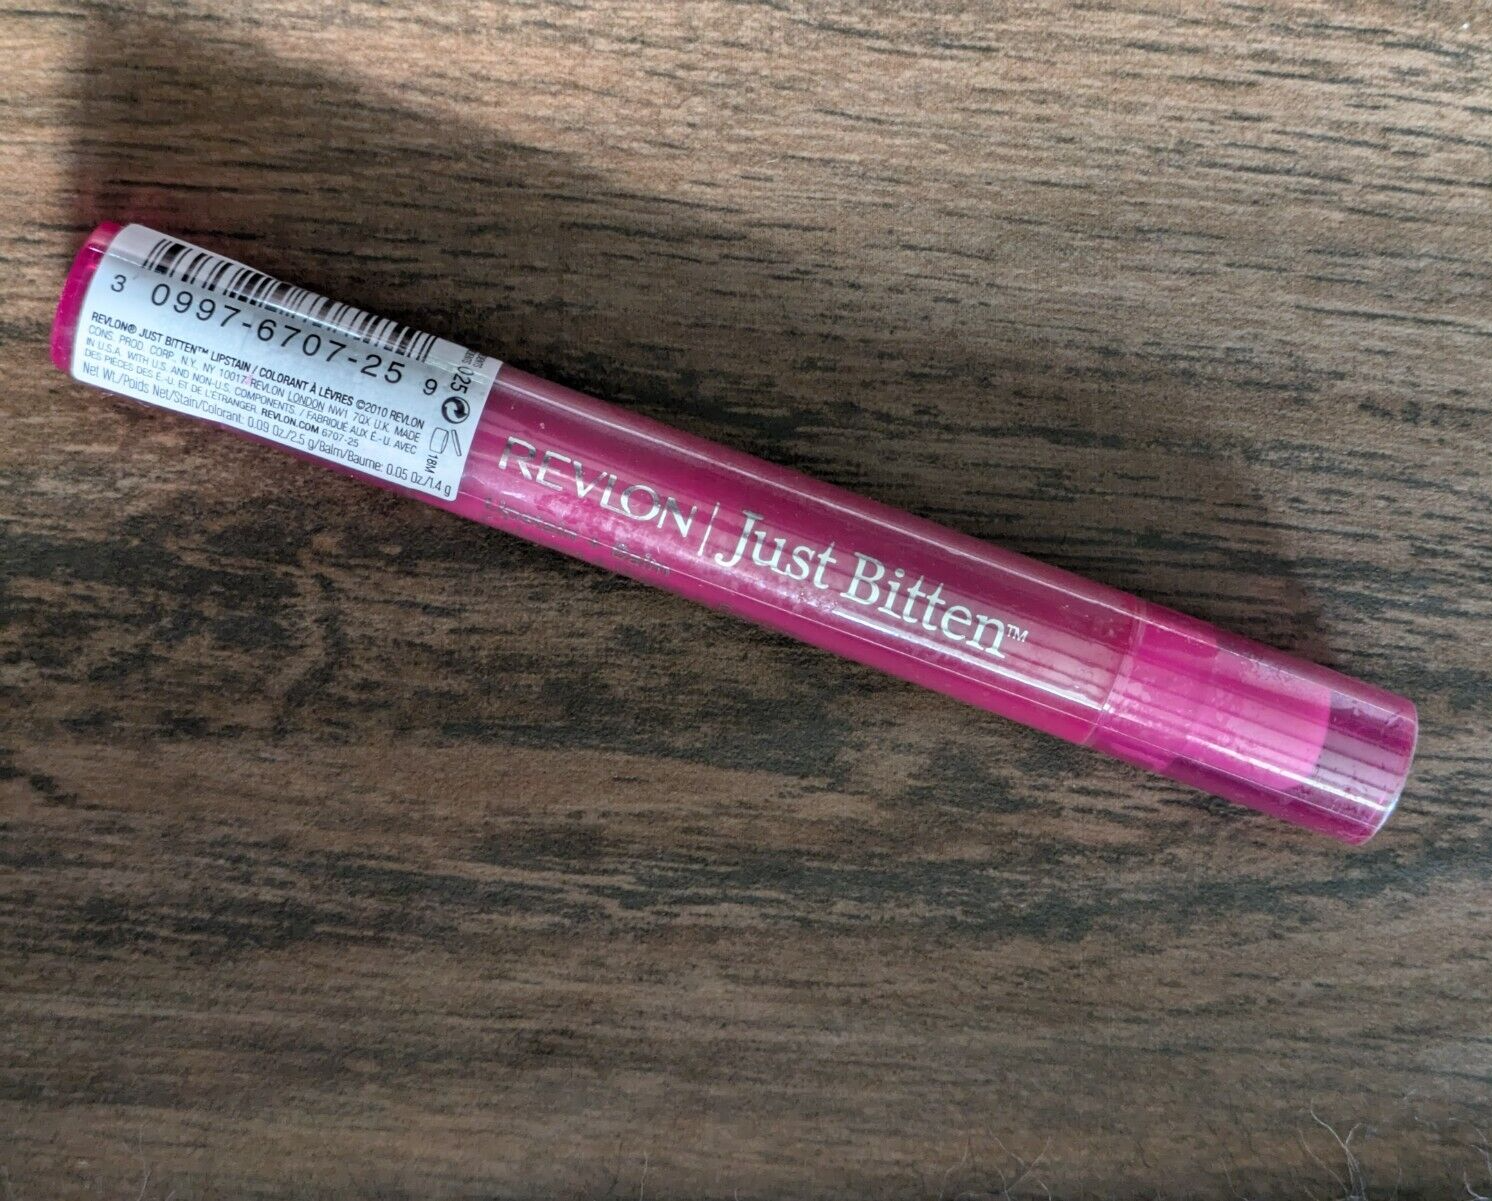 3 0997-6707-25 9
REVLON® JUST BITTEN™ LIPSTAIN / COLORANT À LÈVRES ©2010 REVLON
CONS. PROD. CORP. N.Y., NY 10017 REVLON LONDON NW1 7QX U.K. MADE
IN U.S.A. WITH U.S. AND NON-U.S. COMPONENTS. / FABRIQUÉ AUX É.-U. AVEC
DES PIÈCES DES É.-U. ET DE L'ÉTRANGER. REVLON.COM 6707-25
Net Wt./Poids Net/Stain/Colorant: 0.09 Oz./2.5 g/Balm/Baume: 0.05 Oz./1.4 g
025
18M
REVLON | Just Bitten™
Lipstain + Balm